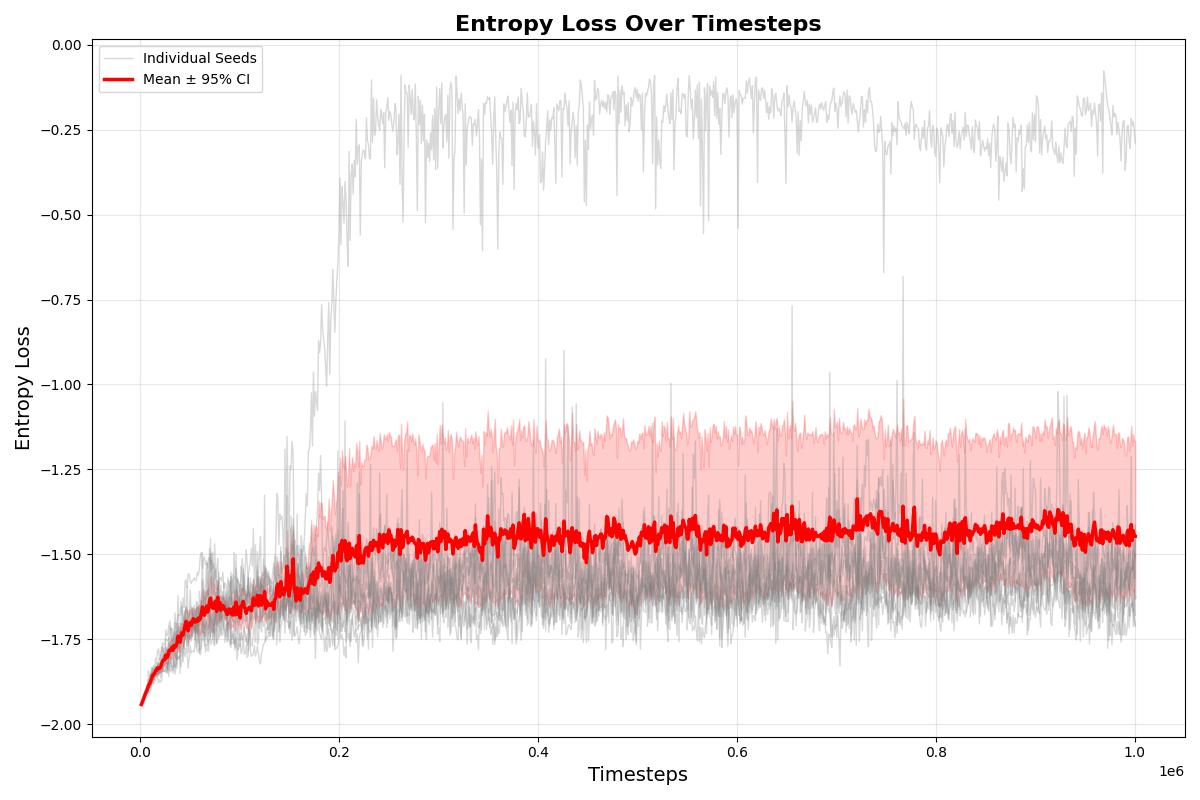 Entropy Loss Over Timesteps
Individual Seeds
Mean ± 95% CI
Entropy Loss
0.00
−0.25
−0.50
−0.75
−1.00
−1.25
−1.50
−1.75
−2.00
0.0 0.2 0.4 0.6 0.8 1.0
1e6
Timesteps